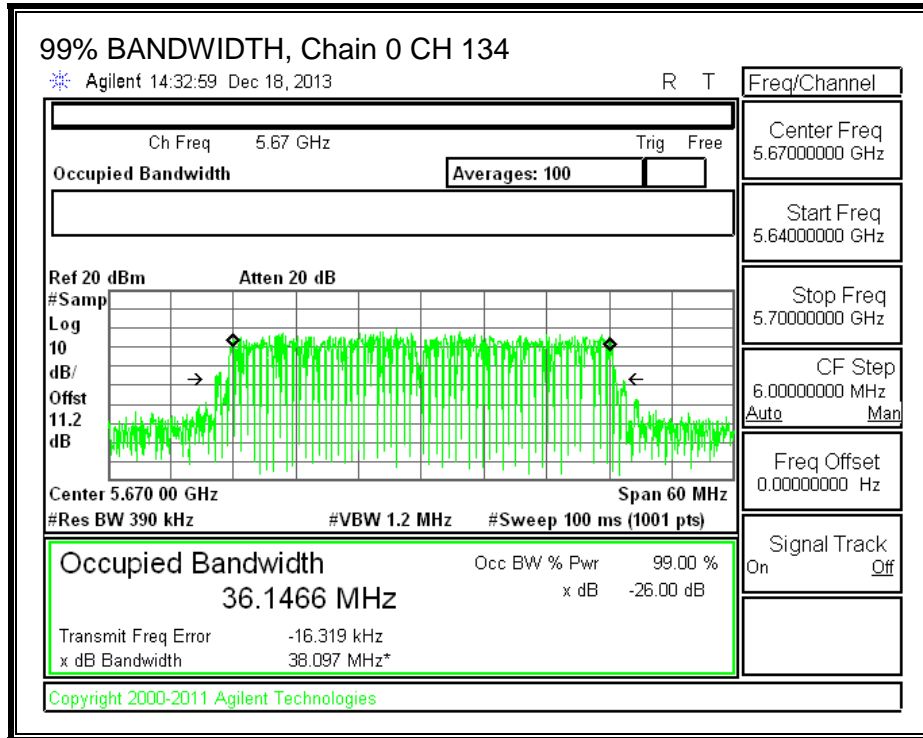 99% BANDWIDTH, Chain 0 CH 134
Agilent 14:32:59 Dec 18, 2013 R T
Freq/Channel
Ch Freq 5.67 GHz Trig Free
Occupied Bandwidth Averages: 100
Center Freq
5.67000000 GHz
Start Freq
5.64000000 GHz
Stop Freq
5.70000000 GHz
CF Step
6.00000000 MHz
Auto Man
Freq Offset
0.00000000 Hz
Signal Track
On Off
Ref 20 dBm Atten 20 dB
#Samp
Log
10
dB/
Offst
11.2
dB
Center 5.670 00 GHz Span 60 MHz
#Res BW 390 kHz #VBW 1.2 MHz #Sweep 100 ms (1001 pts)
Occupied Bandwidth Occ BW % Pwr 99.00 %
36.1466 MHz x dB -26.00 dB
Transmit Freq Error -16.319 kHz
x dB Bandwidth 38.097 MHz*
Copyright 2000-2011 Agilent Technologies